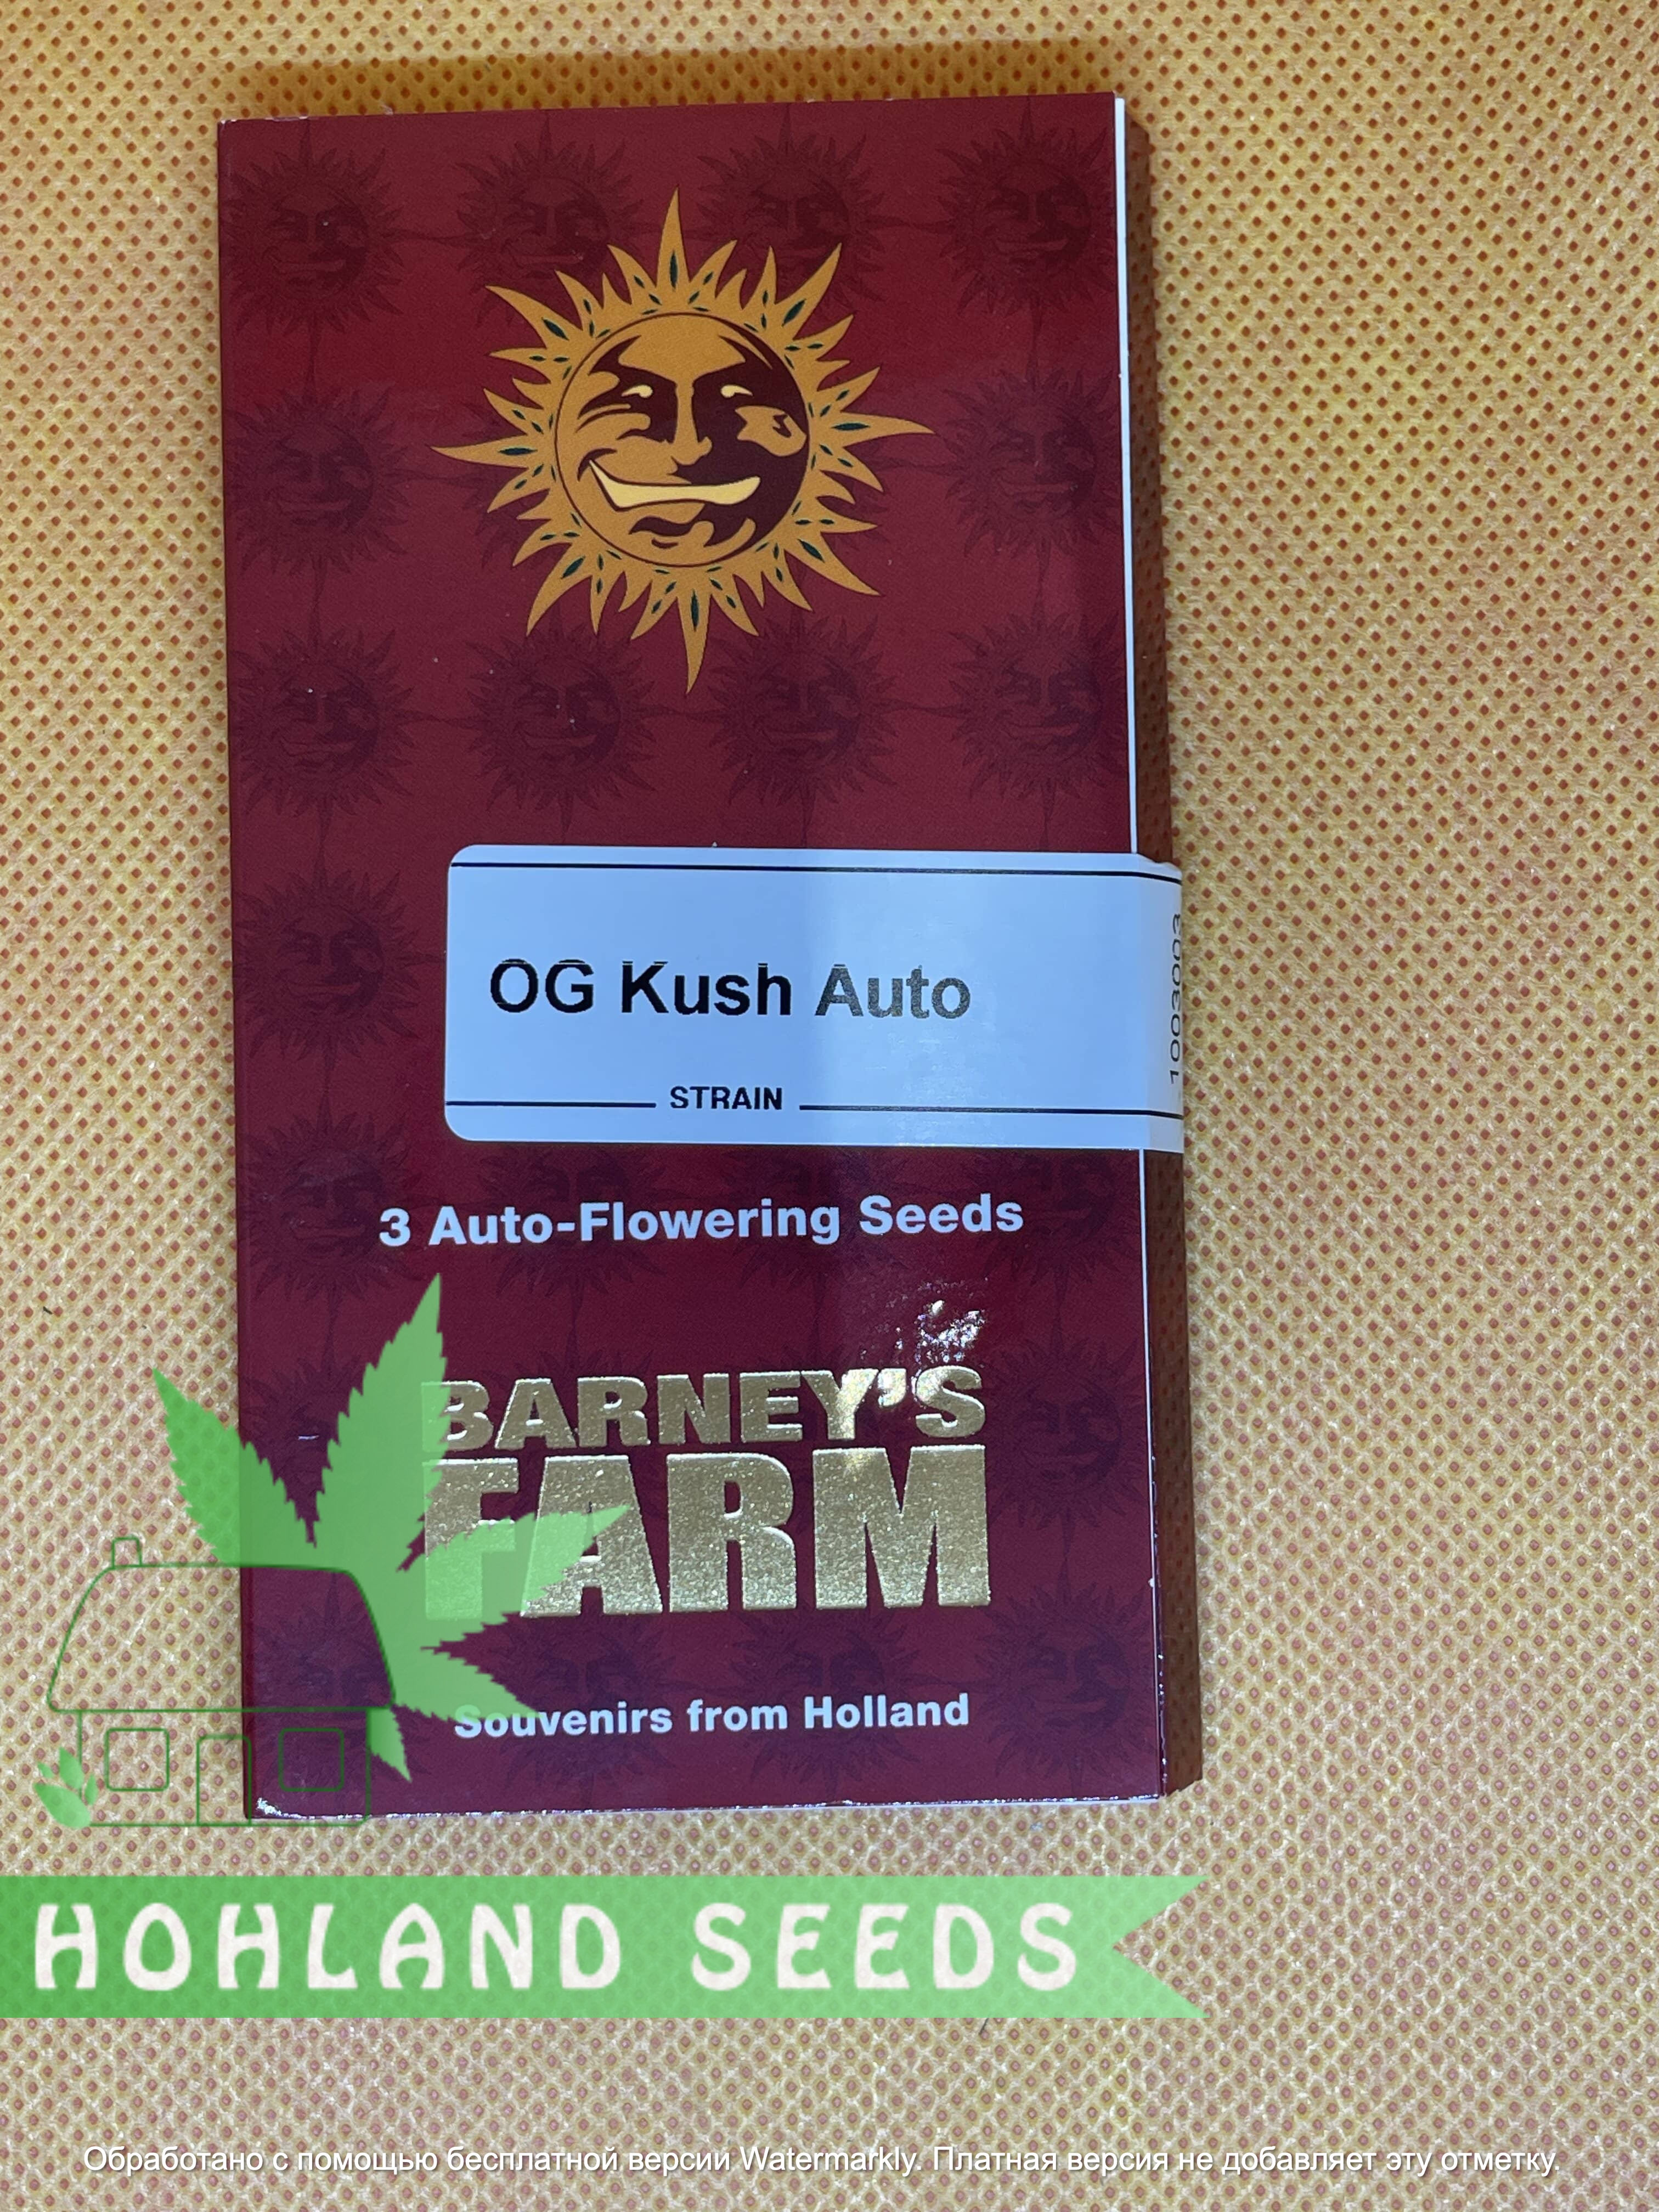 OG Kush Auto
STRAIN
1003003
3 Auto-Flowering Seeds
BARNEY'S
FARM
Souvenirs from Holland
HOHLAND SEEDS
Обработано с помощью бесплатной версии Watermarkly. Платная версия не добавляет эту отметку.